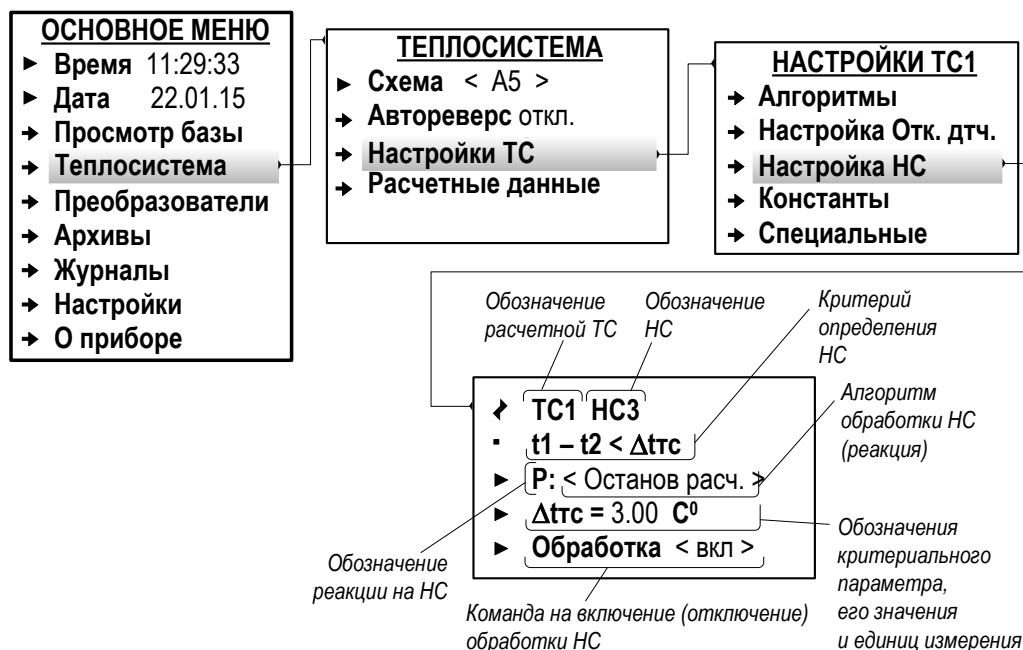 ОСНОВНОЕ МЕНЮ
Время 11:29:33
Дата 22.01.15
Просмотр базы
Теплосистема
Преобразователи
Архивы
Журналы
Настройки
О приборе
ТЕПЛОСИСТЕМА
Схема < А5 >
Автореверс откл.
Настройки ТС
Расчетные данные
НАСТРОЙКИ ТС1
Алгоритмы
Настройка Отк. дтч.
Настройка НС
Константы
Специальные
Обозначение
расчетной ТС
Обозначение
НС
Критерий
определения
НС
Алгоритм
обработки НС
(реакция)
ТС1 НС3
t1 – t2 < Δtтс
Р: < Останов расч. >
Δtтс = 3.00 С⁰
Обработка < вкл >
Обозначение
реакции на НС
Команда на включение (отключение)
обработки НС
Обозначения
критериального
параметра,
его значения
и единиц измерения